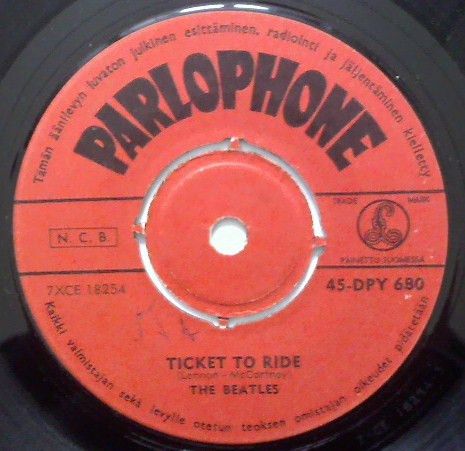 Tämän äänilevyn luvaton julkinen esittäminen, radiointi ja jäljentäminen kielletty
PARLOPHONE
TRADE MARK
£
N. C. B.
PAINETTU SUOMESSA
7XCE 18254
45-DPY 680
TICKET TO RIDE
(Lennon - McCartney)
THE BEATLES
Kaikki valmistajan sekä levylle otetun teoksen omistajan oikeudet pidätetään